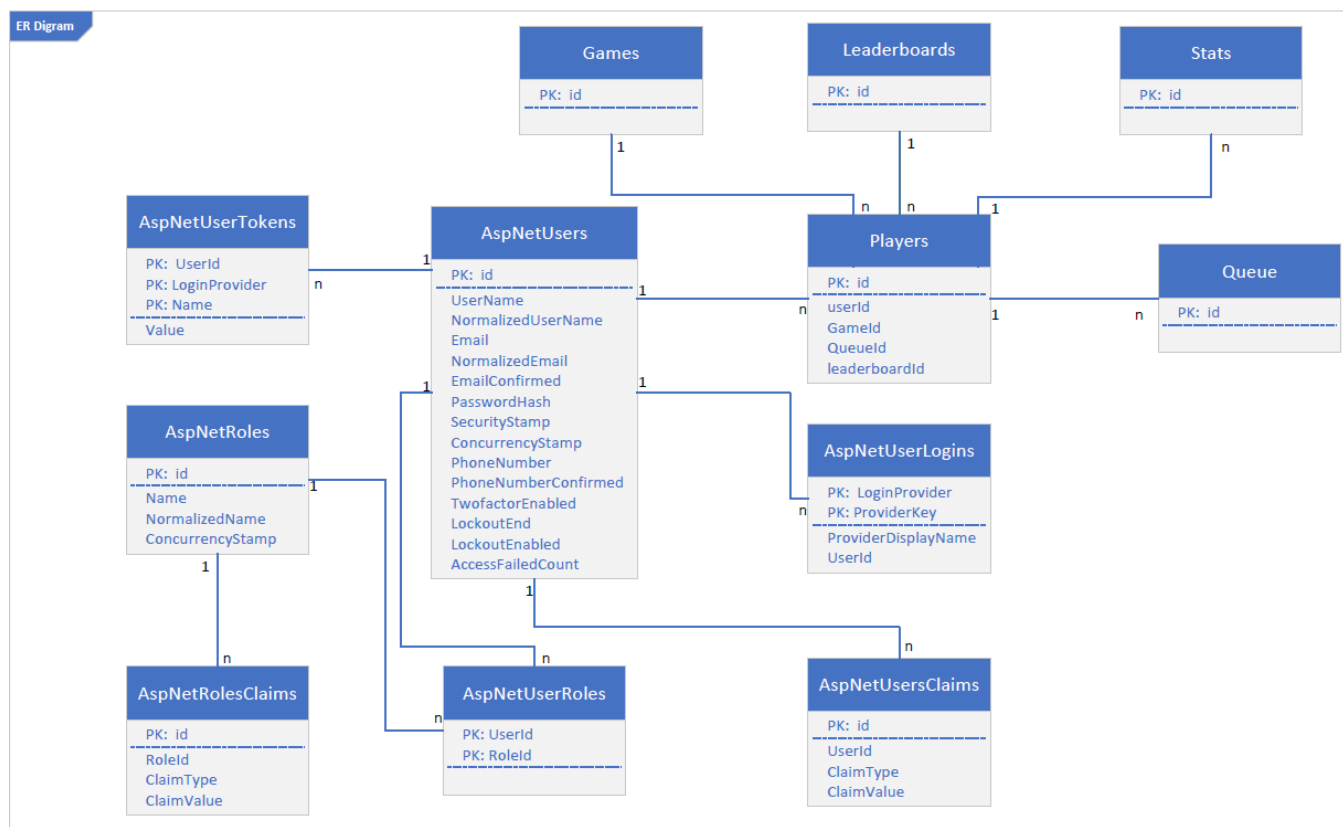 ER Digram
Games
PK: id
Leaderboards
PK: id
Stats
PK: id
1
1
n
n
n
1
AspNetUserTokens
PK: UserId
PK: LoginProvider
PK: Name
Value
n
1
AspNetUsers
PK: id
UserName
NormalizedUserName
Email
NormalizedEmail
EmailConfirmed
PasswordHash
SecurityStamp
ConcurrencyStamp
PhoneNumber
PhoneNumberConfirmed
TwofactorEnabled
LockoutEnd
LockoutEnabled
AccessFailedCount
1
n
Players
PK: id
userId
GameId
QueueId
leaderboardId
1
n
Queue
PK: id
1
1
n
AspNetRoles
PK: id
Name
NormalizedName
ConcurrencyStamp
1
1
AspNetUserLogins
PK: LoginProvider
PK: ProviderKey
ProviderDisplayName
UserId
1
n
n
n
n
AspNetRolesClaims
PK: id
RoleId
ClaimType
ClaimValue
AspNetUserRoles
PK: UserId
PK: RoleId
AspNetUsersClaims
PK: id
UserId
ClaimType
ClaimValue